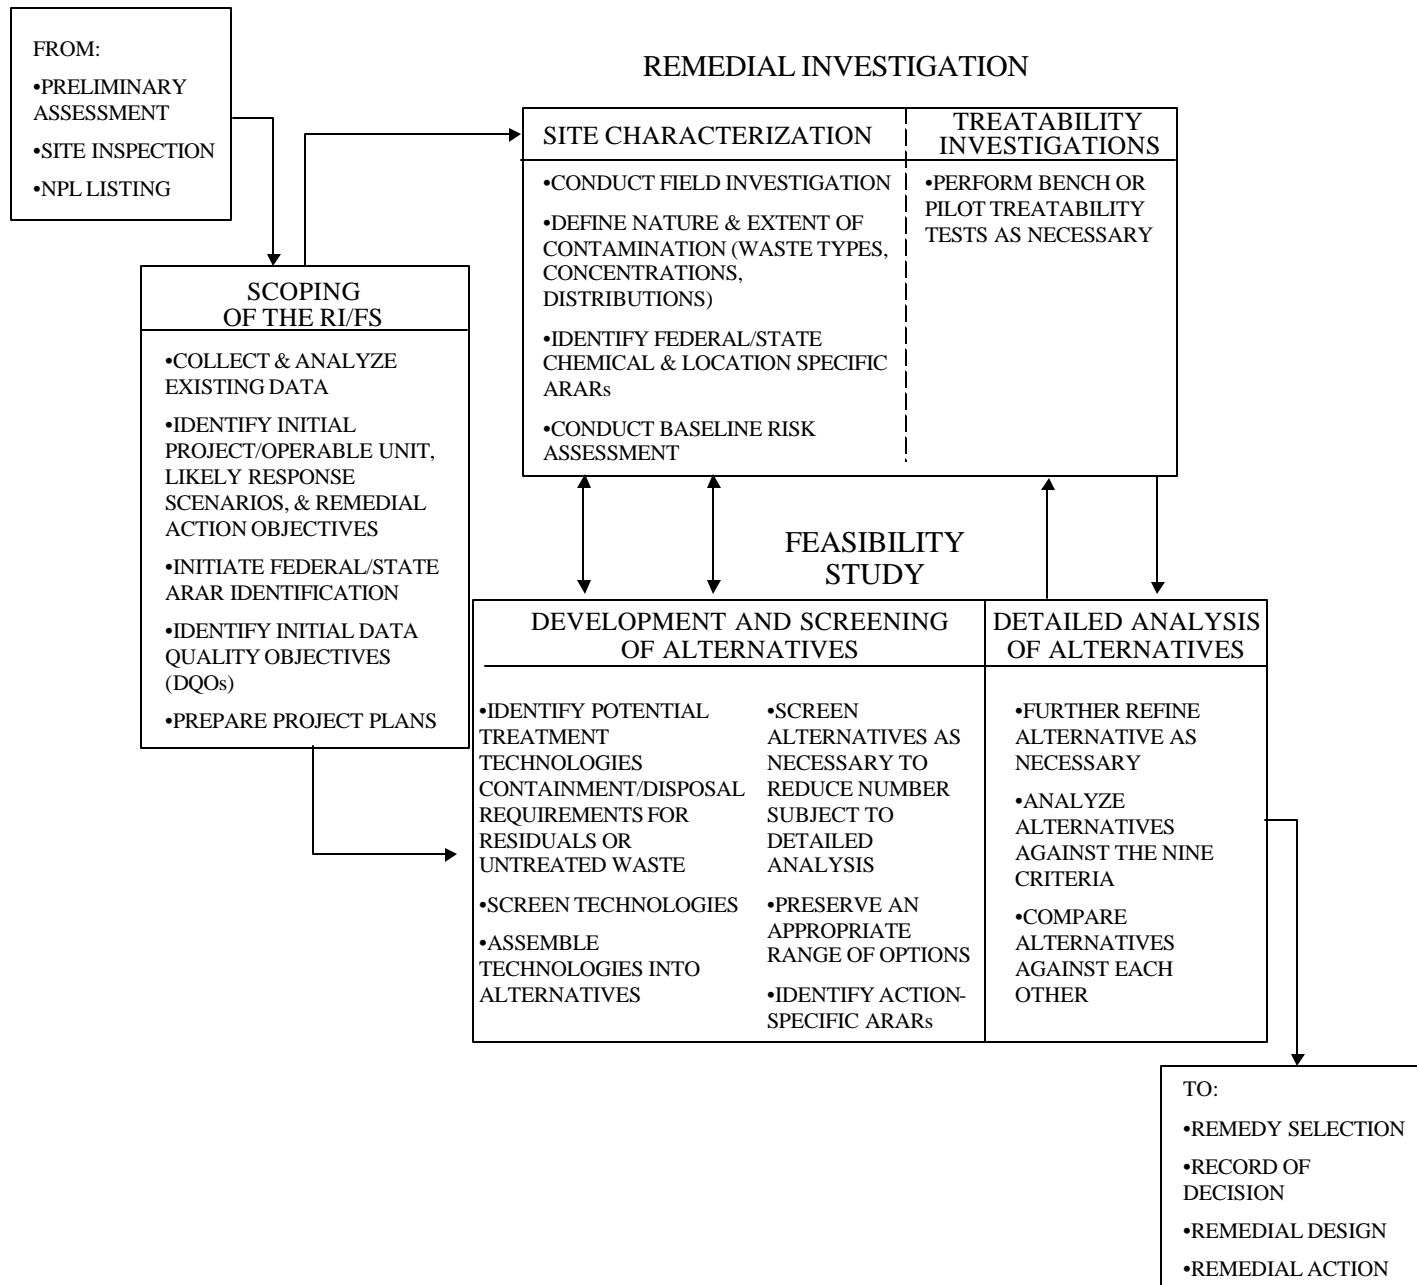 FROM:
•PRELIMINARY
ASSESSMENT
•SITE INSPECTION
•NPL LISTING
REMEDIAL INVESTIGATION
SITE CHARACTERIZATION
•CONDUCT FIELD INVESTIGATION
•DEFINE NATURE & EXTENT OF
CONTAMINATION (WASTE TYPES,
CONCENTRATIONS,
DISTRIBUTIONS)
•IDENTIFY FEDERAL/STATE
CHEMICAL & LOCATION SPECIFIC
ARARs
•CONDUCT BASELINE RISK
ASSESSMENT
TREATABILITY
INVESTIGATIONS
•PERFORM BENCH OR
PILOT TREATABILITY
TESTS AS NECESSARY
SCOPING
OF THE RI/FS
•COLLECT & ANALYZE
EXISTING DATA
•IDENTIFY INITIAL
PROJECT/OPERABLE UNIT,
LIKELY RESPONSE
SCENARIOS, & REMEDIAL
ACTION OBJECTIVES
•INITIATE FEDERAL/STATE
ARAR IDENTIFICATION
•IDENTIFY INITIAL DATA
QUALITY OBJECTIVES
(DQOs)
•PREPARE PROJECT PLANS
FEASIBILITY
STUDY
DEVELOPMENT AND SCREENING
OF ALTERNATIVES
•IDENTIFY POTENTIAL
TREATMENT
TECHNOLOGIES
CONTAINMENT/DISPOSAL
REQUIREMENTS FOR
RESIDUALS OR
UNTREATED WASTE
•SCREEN TECHNOLOGIES
•ASSEMBLE
TECHNOLOGIES INTO
ALTERNATIVES
•SCREEN
ALTERNATIVES AS
NECESSARY TO
REDUCE NUMBER
SUBJECT TO
DETAILED
ANALYSIS
•PRESERVE AN
APPROPRIATE
RANGE OF OPTIONS
•IDENTIFY ACTION-
SPECIFIC ARARs
DETAILED ANALYSIS
OF ALTERNATIVES
•FURTHER REFINE
ALTERNATIVE AS
NECESSARY
•ANALYZE
ALTERNATIVES
AGAINST THE NINE
CRITERIA
•COMPARE
ALTERNATIVES
AGAINST EACH
OTHER
TO:
•REMEDY SELECTION
•RECORD OF
DECISION
•REMEDIAL DESIGN
•REMEDIAL ACTION